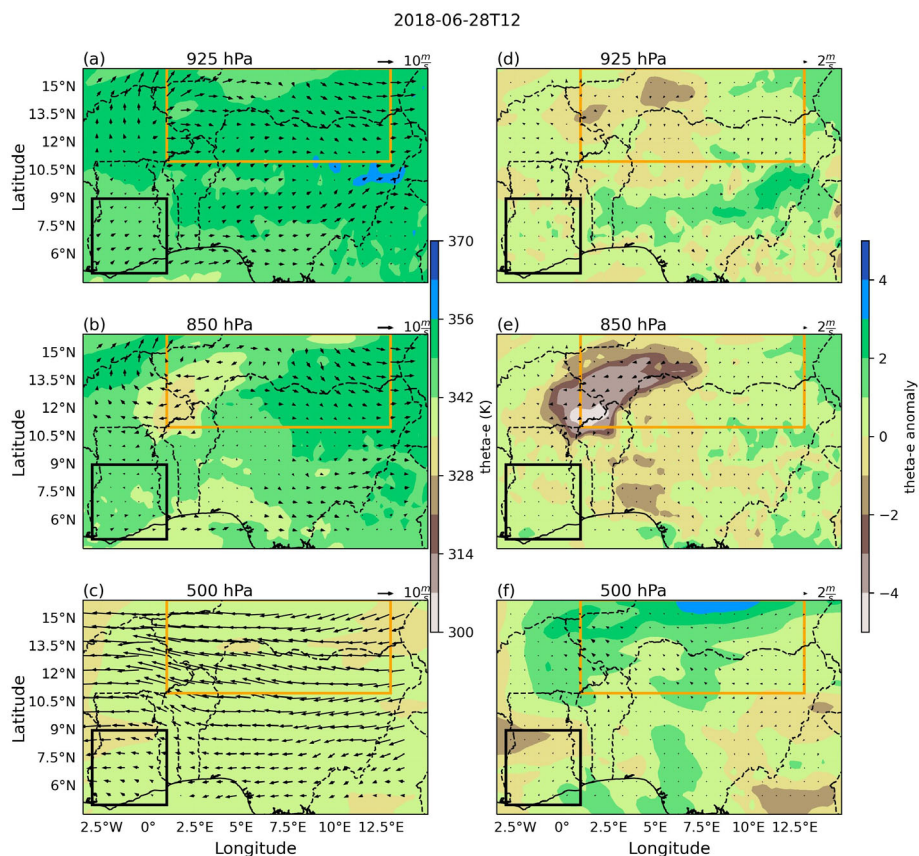 2018-06-28T12
(a) 925 hPa 10 m/s
15°N
13.5°N
12°N
10.5°N
9°N
7.5°N
6°N
Latitude
(d) 925 hPa 2 m/s
(b) 850 hPa 10 m/s
15°N
13.5°N
12°N
10.5°N
9°N
7.5°N
6°N
Latitude
370
356
342
328
314
300
theta-e (K)
(e) 850 hPa 2 m/s
4
2
0
−2
−4
theta-e anomaly
(c) 500 hPa 10 m/s
15°N
13.5°N
12°N
10.5°N
9°N
7.5°N
6°N
Latitude
2.5°W 0° 2.5°E 5°E 7.5°E 10°E 12.5°E
Longitude
(f) 500 hPa 2 m/s
2.5°W 0° 2.5°E 5°E 7.5°E 10°E 12.5°E
Longitude